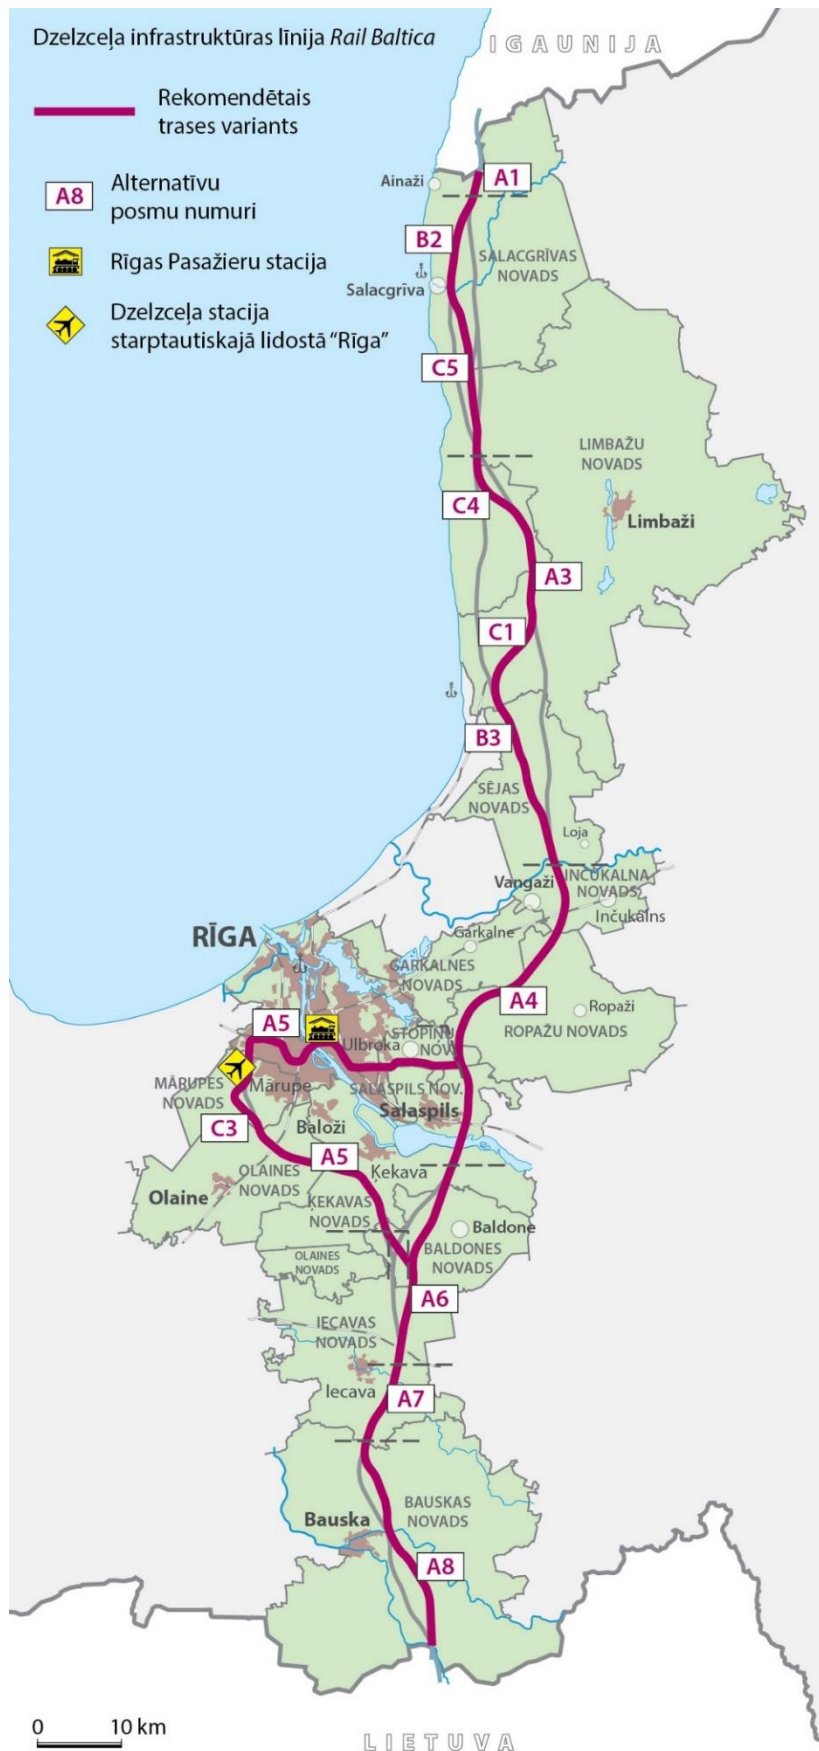 Dzelzceļa infrastruktūras līnija Rail Baltica
IGAUNIJA
Rekomendētais
trases variants
A8
Alternatīvu
posmu numuri
Rīgas Pasažieru stacija
Dzelzceļa stacija
starptautiskajā lidostā “Rīga”
Ainaži
A1
B2
SALACGRĪVAS
NOVADS
Salacgrīva
C5
LIMBAŽU
NOVADS
C4
Limbaži
A3
C1
B3
SĒJAS
NOVADS
Loja
Vangaži
INČUKALNA
NOVADS
Inčukalns
RĪGA
Garkalne
GARKALNES
NOVADS
A4
Ropaži
ROPAŽU NOVADS
A5
Ulbroka
STOPIŅU
NOV.
MĀRUPES
NOVADS
Mārupe
SALASPILS NOV.
Salaspils
C3
Baloži
A5
Ķekava
OLAINES
NOVADS
Olaine
ĶEKAVAS
NOVADS
Baldone
BALDONES
NOVADS
OLAINES
NOVADS
A6
IECAVAS
NOVADS
Iecava
A7
BAUSKAS
NOVADS
Bauska
A8
0 10 km
LIETUVA